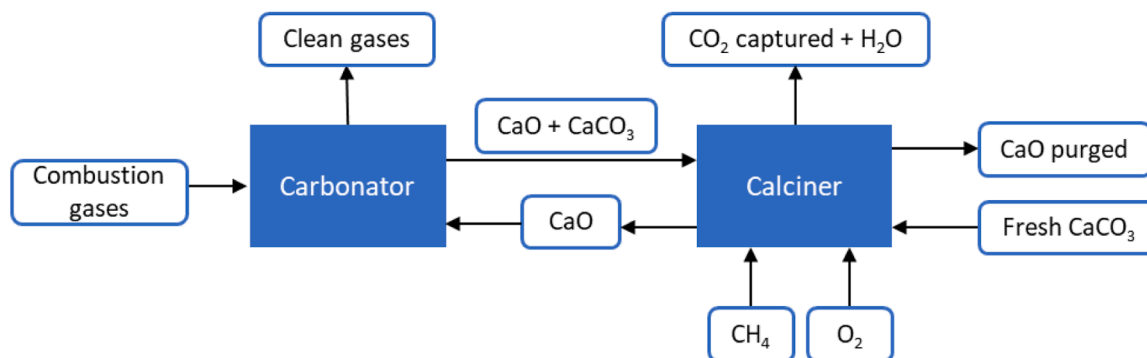 Clean gases
CO₂ captured + H₂O
CaO + CaCO₃
CaO purged
Combustion
gases
Carbonator
Calciner
CaO
Fresh CaCO₃
CH₄
O₂